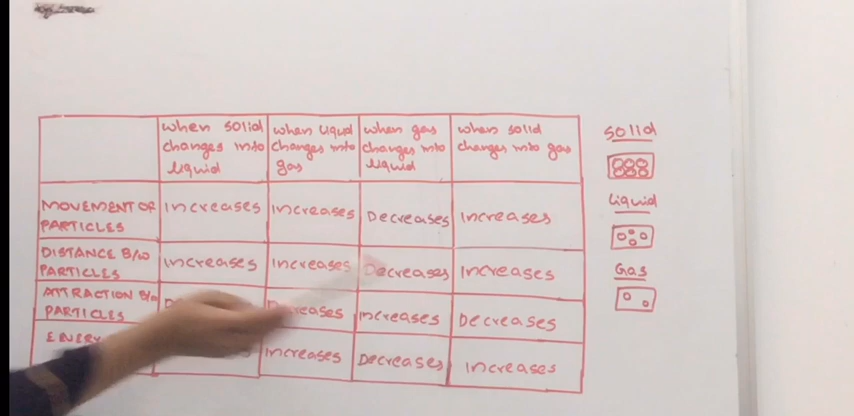 when solid
changes into
liquid
when liquid
changes into
gas
when gas
changes into
liquid
when solid
changes into gas
MOVEMENT OF
PARTICLES
Increases
Increases
Decreases
Increases
DISTANCE B/w
PARTICLES
Increases
Increases
Decreases
Increases
ATTRACTION B/w
PARTICLES
Increases
Decreases
Increases
Decreases
Increases
Solid
Liquid
Gas